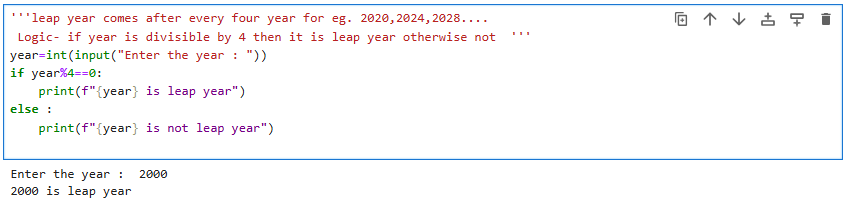 '''leap year comes after every four year for eg. 2020,2024,2028....
 Logic- if year is divisible by 4 then it is leap year otherwise not  '''
year=int(input("Enter the year : "))
if year%4==0:
    print(f"{year} is leap year")
else :
    print(f"{year} is not leap year")
Enter the year :  2000
2000 is leap year